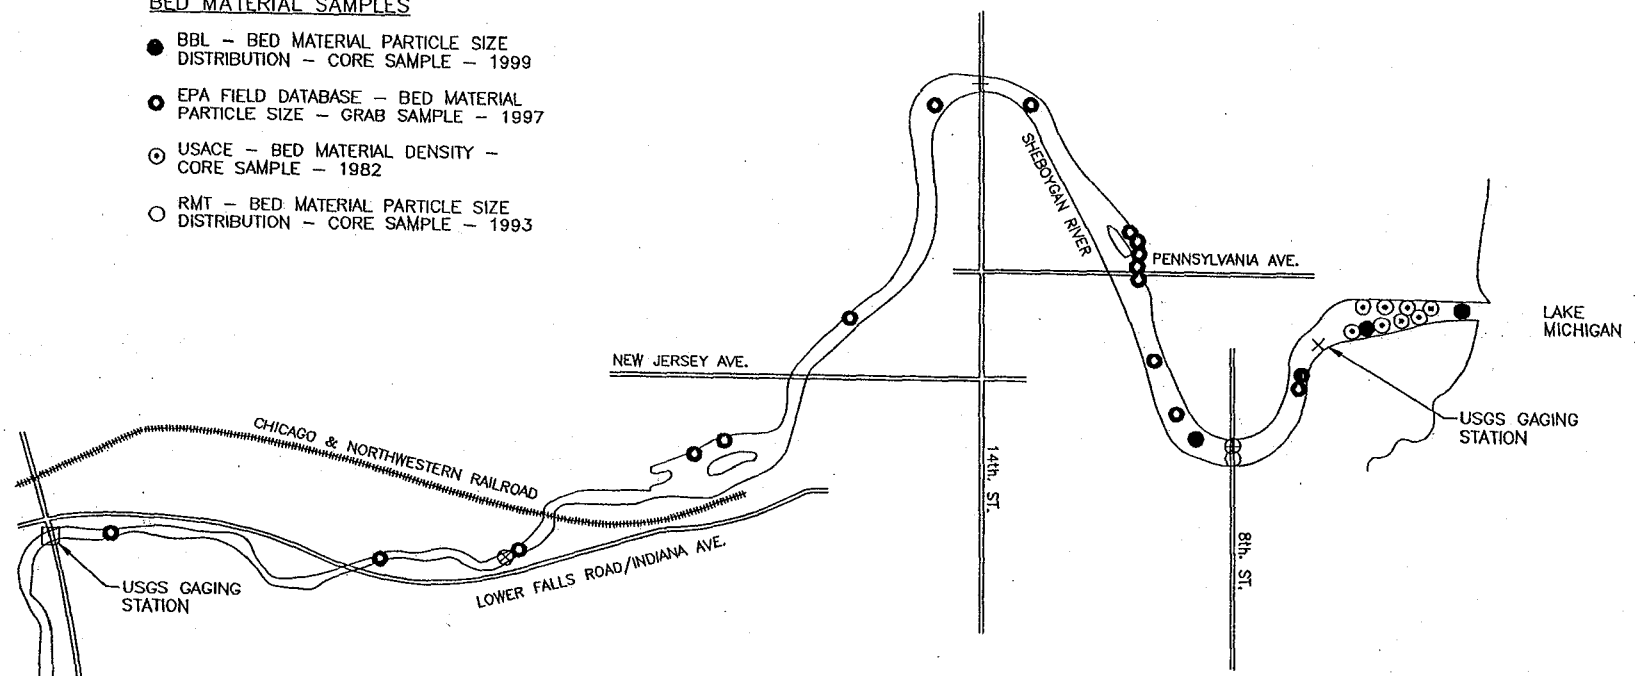 BED MATERIAL SAMPLES
BBL – BED MATERIAL PARTICLE SIZE
DISTRIBUTION – CORE SAMPLE – 1999
EPA FIELD DATABASE – BED MATERIAL
PARTICLE SIZE – GRAB SAMPLE – 1997
USACE – BED MATERIAL DENSITY –
CORE SAMPLE – 1982
RMT – BED MATERIAL PARTICLE SIZE
DISTRIBUTION – CORE SAMPLE – 1993
SHEBOYGAN RIVER
PENNSYLVANIA AVE.
LAKE
MICHIGAN
NEW JERSEY AVE.
USGS GAGING
STATION
CHICAGO & NORTHWESTERN RAILROAD
14th. ST.
8th. ST.
LOWER FALLS ROAD/INDIANA AVE.
USGS GAGING
STATION